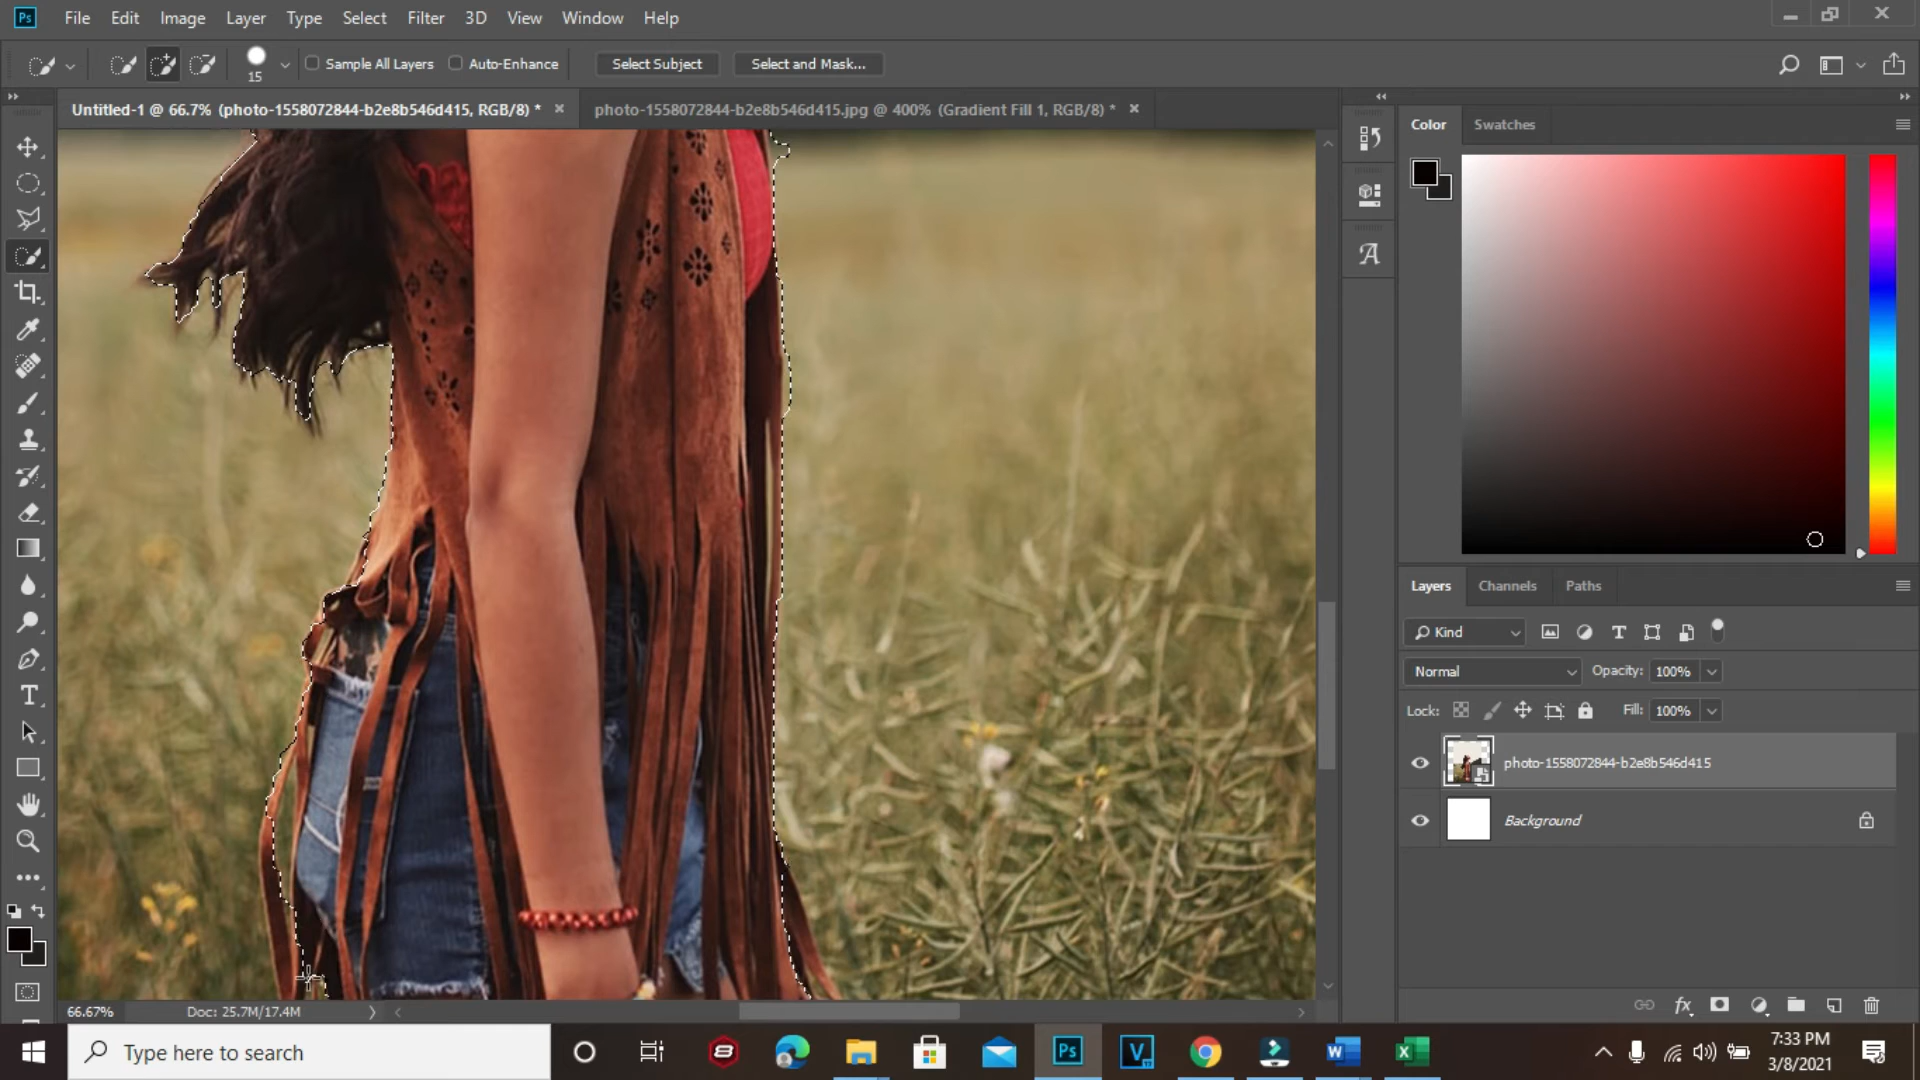 Ps File Edit Image Layer Type Select Filter 3D View Window Help
15 Sample All Layers Auto-Enhance Select Subject Select and Mask...
Untitled-1 @ 66.7% (photo-1558072844-b2e8b546d415, RGB/8) * photo-1558072844-b2e8b546d415.jpg @ 400% (Gradient Fill 1, RGB/8) *
Color Swatches
Layers Channels Paths
Kind
Normal Opacity: 100%
Lock: Fill: 100%
photo-1558072844-b2e8b546d415
Background
66.67% Doc: 25.7M/17.4M
Type here to search
Ps V W X
7:33 PM
3/8/2021